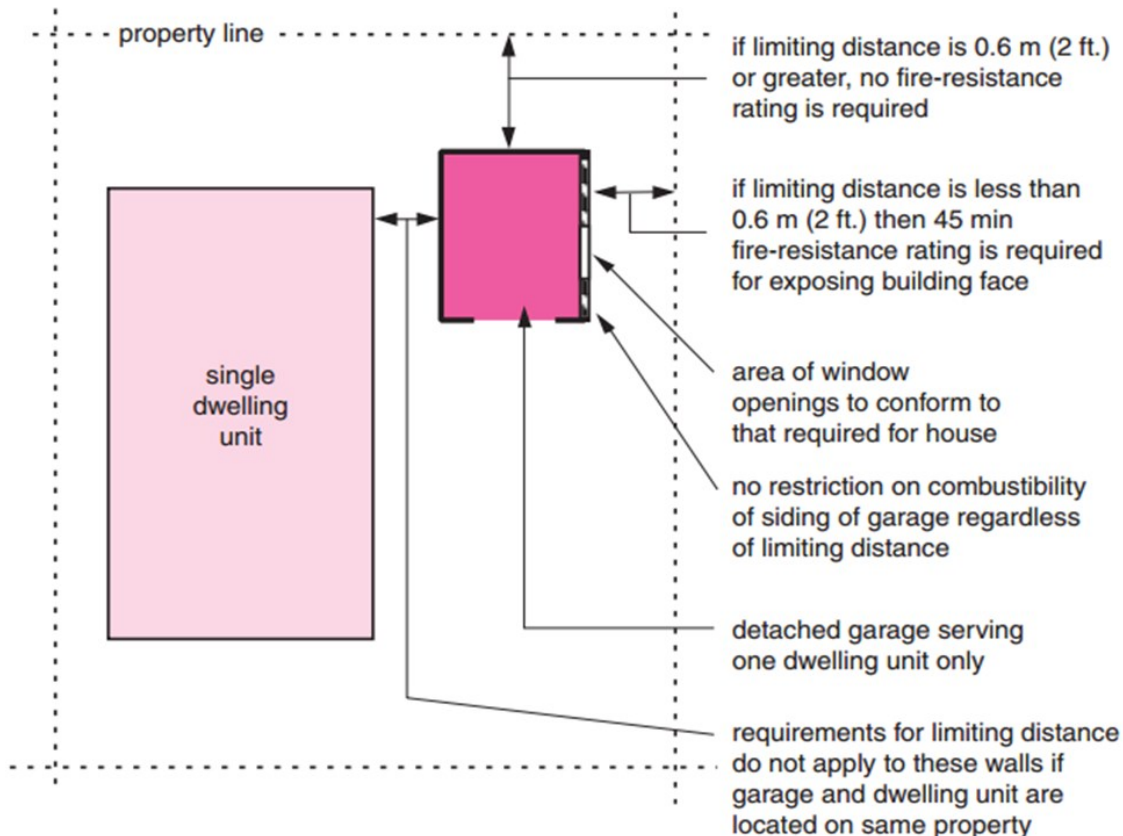 property line
if limiting distance is 0.6 m (2 ft.)
or greater, no fire-resistance
rating is required
if limiting distance is less than
0.6 m (2 ft.) then 45 min
fire-resistance rating is required
for exposing building face
single
dwelling
unit
area of window
openings to conform to
that required for house
no restriction on combustibility
of siding of garage regardless
of limiting distance
detached garage serving
one dwelling unit only
requirements for limiting distance
do not apply to these walls if
garage and dwelling unit are
located on same property